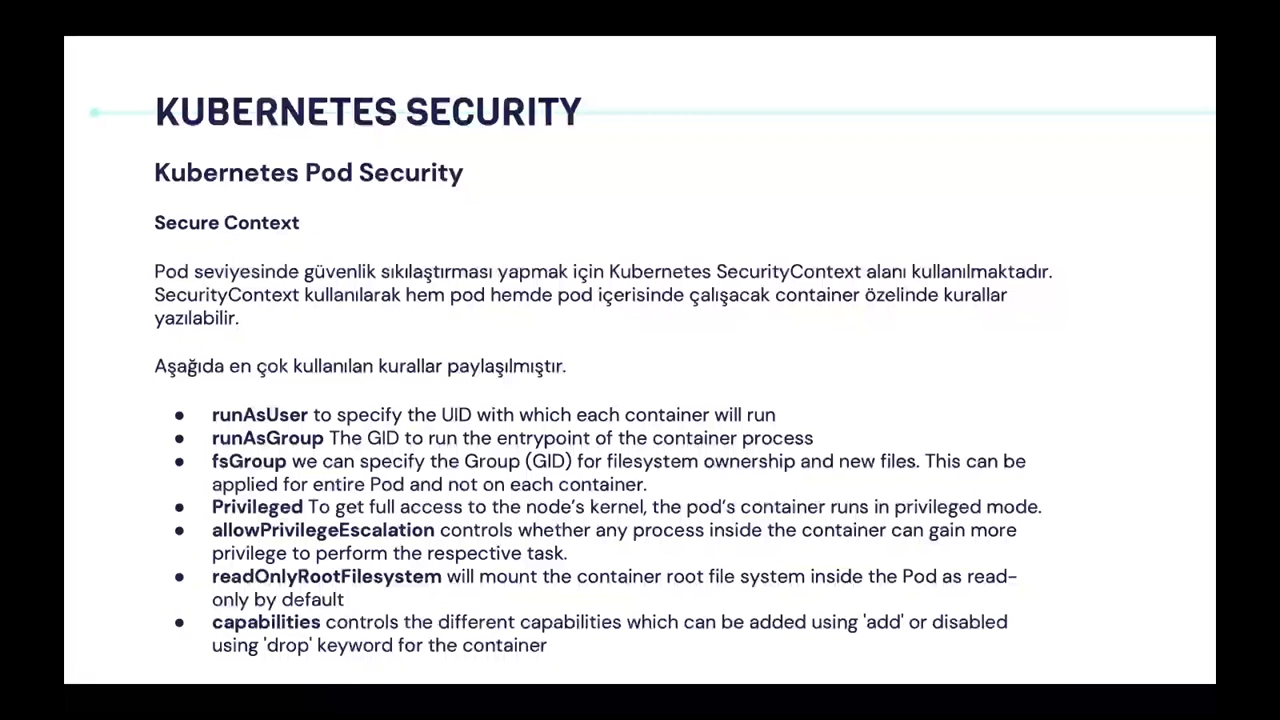 KUBERNETES SECURITY
Kubernetes Pod Security
Secure Context
Pod seviyesinde güvenlik sıkılaştırması yapmak için Kubernetes SecurityContext alanı kullanılmaktadır.
SecurityContext kullanılarak hem pod hemde pod içerisinde çalışacak container özelinde kurallar
yazılabilir.
Aşağıda en çok kullanılan kurallar paylaşılmıştır.
● runAsUser to specify the UID with which each container will run
● runAsGroup The GID to run the entrypoint of the container process
● fsGroup we can specify the Group (GID) for filesystem ownership and new files. This can be
applied for entire Pod and not on each container.
● Privileged To get full access to the node’s kernel, the pod’s container runs in privileged mode.
● allowPrivilegeEscalation controls whether any process inside the container can gain more
privilege to perform the respective task.
● readOnlyRootFilesystem will mount the container root file system inside the Pod as read-
only by default
● capabilities controls the different capabilities which can be added using 'add' or disabled
using 'drop' keyword for the container